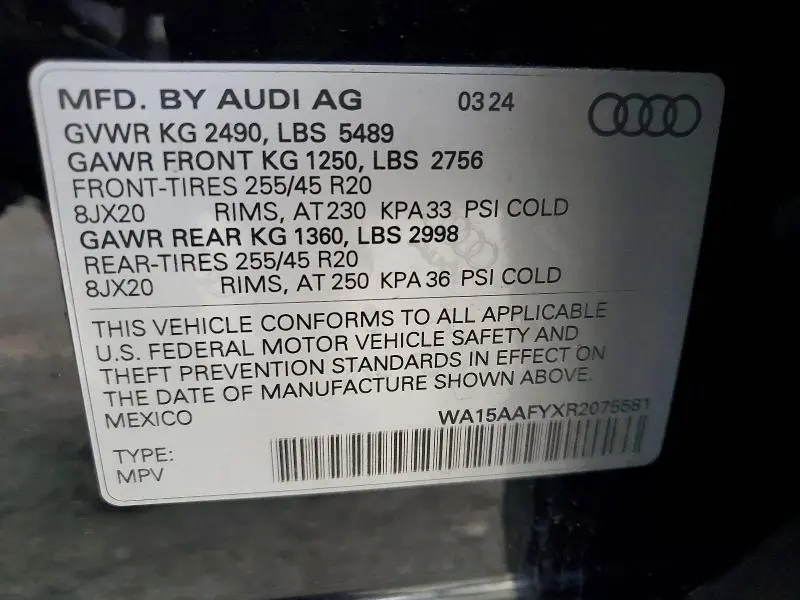 MFD. BY AUDI AG 03 24
GVWR KG 2490, LBS 5489
GAWR FRONT KG 1250, LBS 2756
FRONT-TIRES 255/45 R20
8JX20 RIMS, AT 230 KPA 33 PSI COLD
GAWR REAR KG 1360, LBS 2998
REAR-TIRES 255/45 R20
8JX20 RIMS, AT 250 KPA 36 PSI COLD
THIS VEHICLE CONFORMS TO ALL APPLICABLE
U.S. FEDERAL MOTOR VEHICLE SAFETY AND
THEFT PREVENTION STANDARDS IN EFFECT ON
THE DATE OF MANUFACTURE SHOWN ABOVE.
MEXICO WA15AAFYXR2075581
TYPE:
MPV